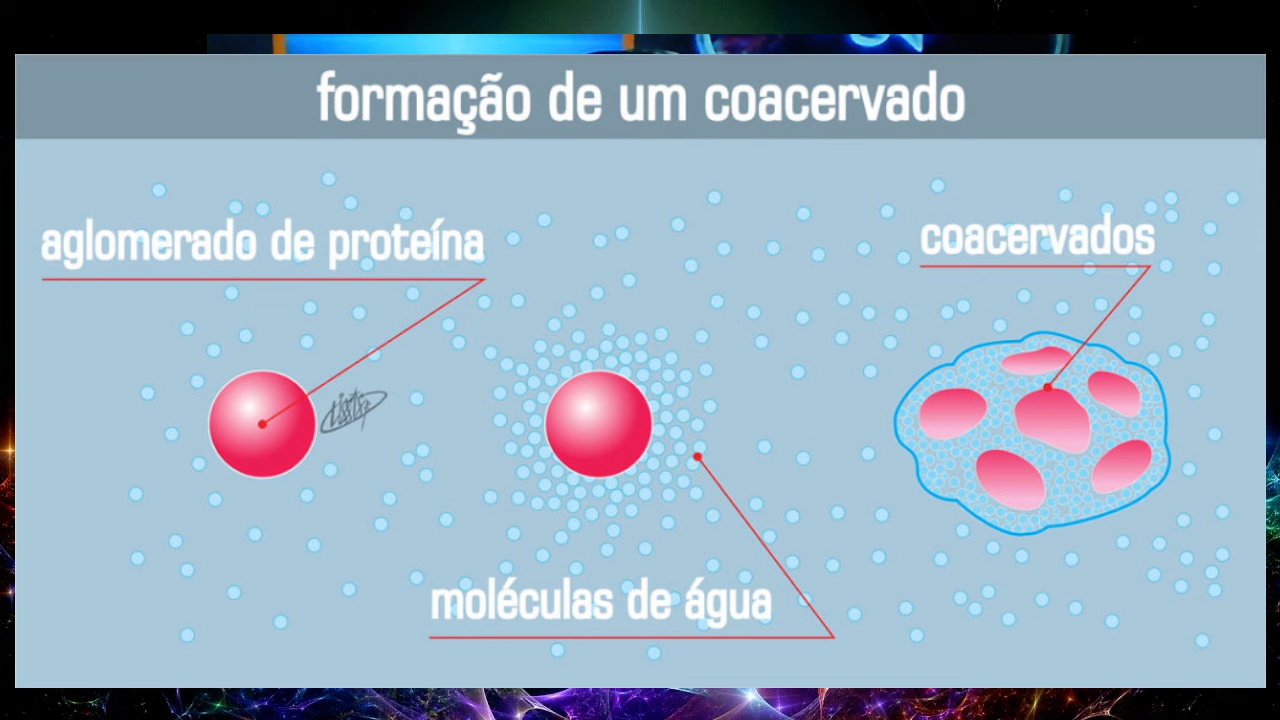 formação de um coacervado
aglomerado de proteína
coacervados
moléculas de água